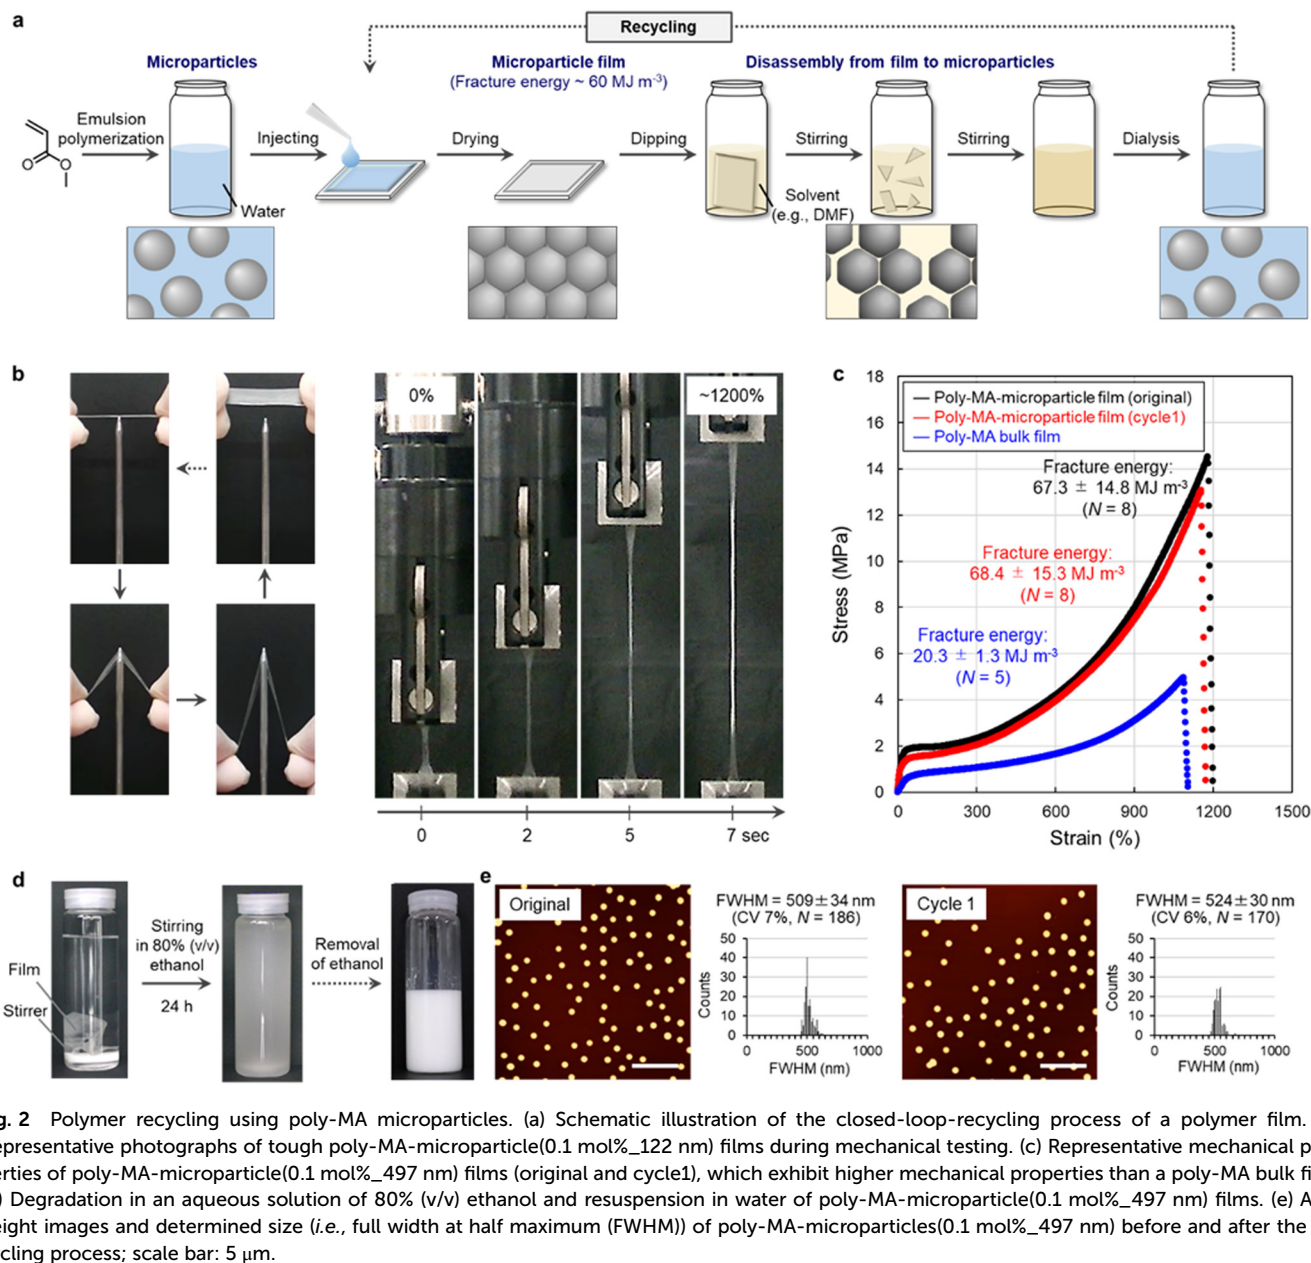 a
Recycling
Microparticles
Microparticle film
(Fracture energy ~ 60 MJ m-3)
Disassembly from film to microparticles
Emulsion
polymerization
Injecting
Drying
Dipping
Stirring
Stirring
Dialysis
O
O
Water
Solvent
(e.g., DMF)
b
0%
~1200%
0
2
5
7 sec
c
18
16
14
12
10
8
6
4
2
0
Stress (MPa)
Poly-MA-microparticle film (original)
Poly-MA-microparticle film (cycle1)
Poly-MA bulk film
Fracture energy:
67.3 ± 14.8 MJ m-3
(N = 8)
Fracture energy:
68.4 ± 15.3 MJ m-3
(N = 8)
Fracture energy:
20.3 ± 1.3 MJ m-3
(N = 5)
0
300
600
900
1200
1500
Strain (%)
d
Film
Stirrer
Stirring
in 80% (v/v)
ethanol
24 h
Removal
of ethanol
e
Original
FWHM = 509±34 nm
(CV 7%, N = 186)
50
40
30
20
10
0
Counts
0
500
1000
FWHM (nm)
Cycle 1
FWHM = 524±30 nm
(CV 6%, N = 170)
50
40
30
20
10
0
Counts
0
500
1000
FWHM (nm)
g. 2 Polymer recycling using poly-MA microparticles. (a) Schematic illustration of the closed-loop-recycling process of a polymer film.
epresentative photographs of tough poly-MA-microparticle(0.1 mol%_122 nm) films during mechanical testing. (c) Representative mechanical p
erties of poly-MA-microparticle(0.1 mol%_497 nm) films (original and cycle1), which exhibit higher mechanical properties than a poly-MA bulk fi
) Degradation in an aqueous solution of 80% (v/v) ethanol and resuspension in water of poly-MA-microparticle(0.1 mol%_497 nm) films. (e) A
eight images and determined size (i.e., full width at half maximum (FWHM)) of poly-MA-microparticles(0.1 mol%_497 nm) before and after the
cling process; scale bar: 5 μm.